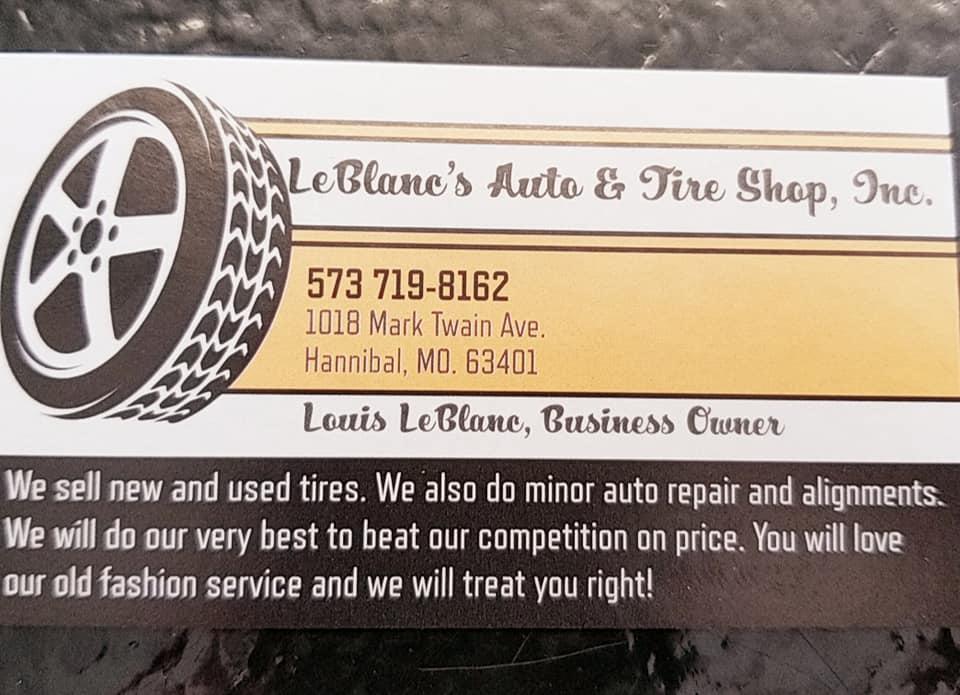 LeBlanc's Auto & Tire Shop, Inc.
573 719-8162
1018 Mark Twain Ave.
Hannibal, MO. 63401
Louis LeBlanc, Business Owner
We sell new and used tires. We also do minor auto repair and alignments.
We will do our very best to beat our competition on price. You will love
our old fashion service and we will treat you right!